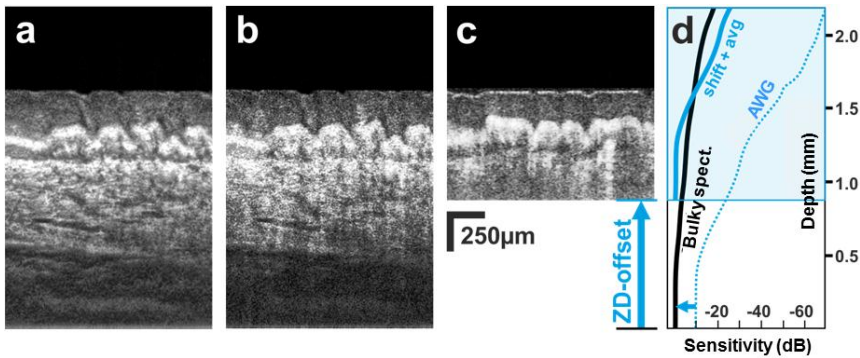 a
b
c
d
250µm
ZD-offset
shift + avg
AWG
Bulky spect.
Depth (mm)
2.0
1.5
1.0
0.5
-20
-40
-60
Sensitivity (dB)